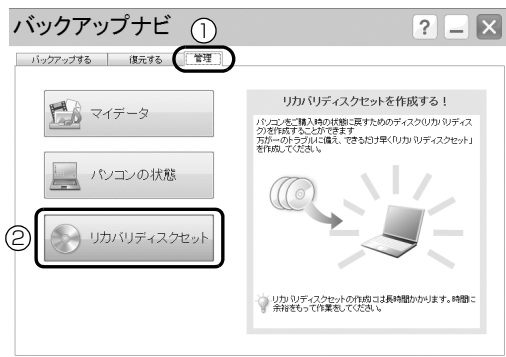 バックアップナビ
①
? – ×
バックアップする 復元する 管理
マイデータ
パソコンの状態
② リカバリディスクセット
リカバリディスクセットを作成する！
パソコンをご購入時の状態に戻すためのディスク(リカバリディス
ク)を作成することができます
万が一のトラブルに備え、できるだけ早く「リカバリディスクセット」
を作成してください。
リカバリディスクセットの作成には長時間かかります。時間に
余裕をもって作業をしてください。